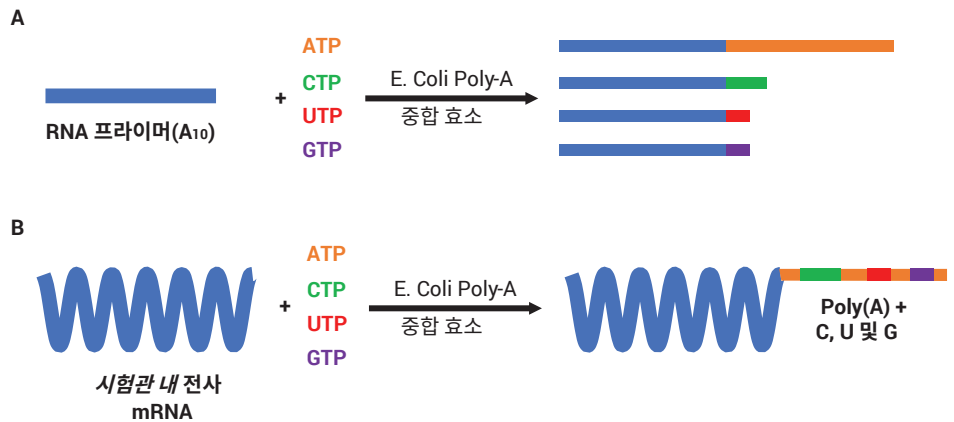 A
ATP
CTP
UTP
GTP
+
E. Coli Poly-A
중합 효소
RNA 프라이머(A10)
B
ATP
CTP
UTP
GTP
+
E. Coli Poly-A
중합 효소
시험관 내 전사
mRNA
Poly(A) +
C, U 및 G